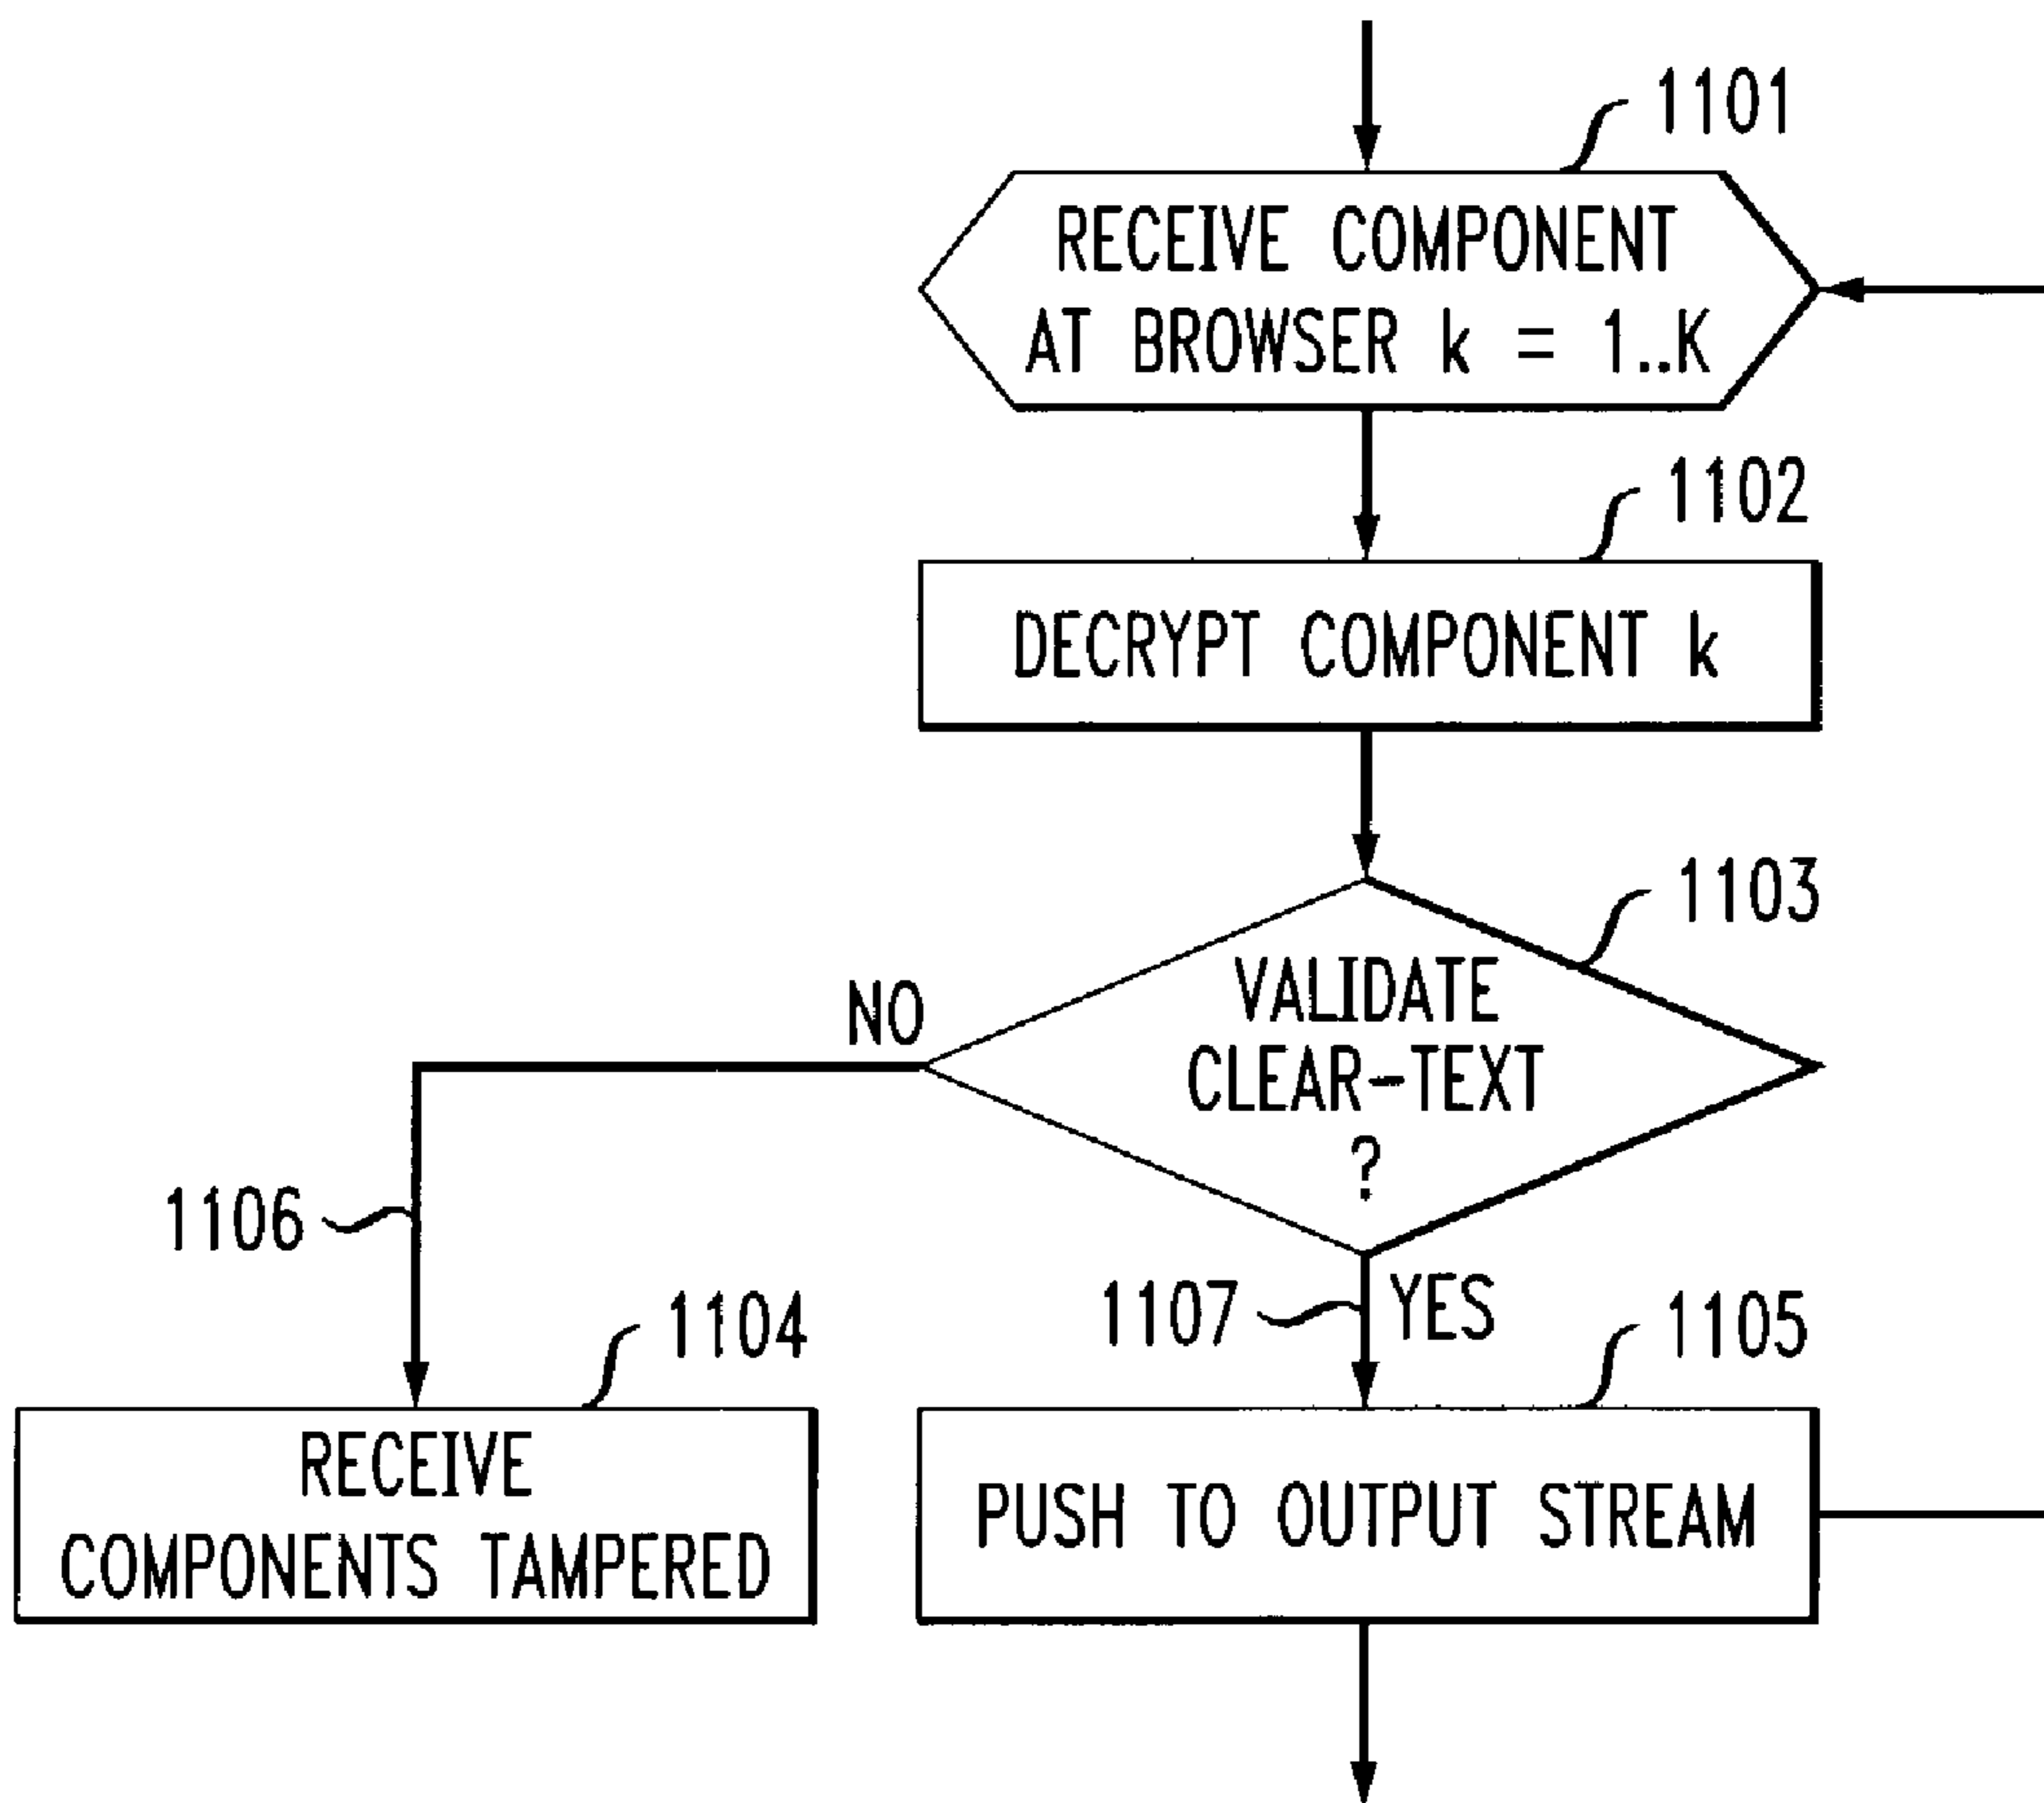 1101
RECEIVE COMPONENT
AT BROWSER k = 1..K
1102
DECRYPT COMPONENT k
1103
VALIDATE
CLEAR-TEXT
?
NO
1106
1107
YES
1104
RECEIVE
COMPONENTS TAMPERED
1105
PUSH TO OUTPUT STREAM